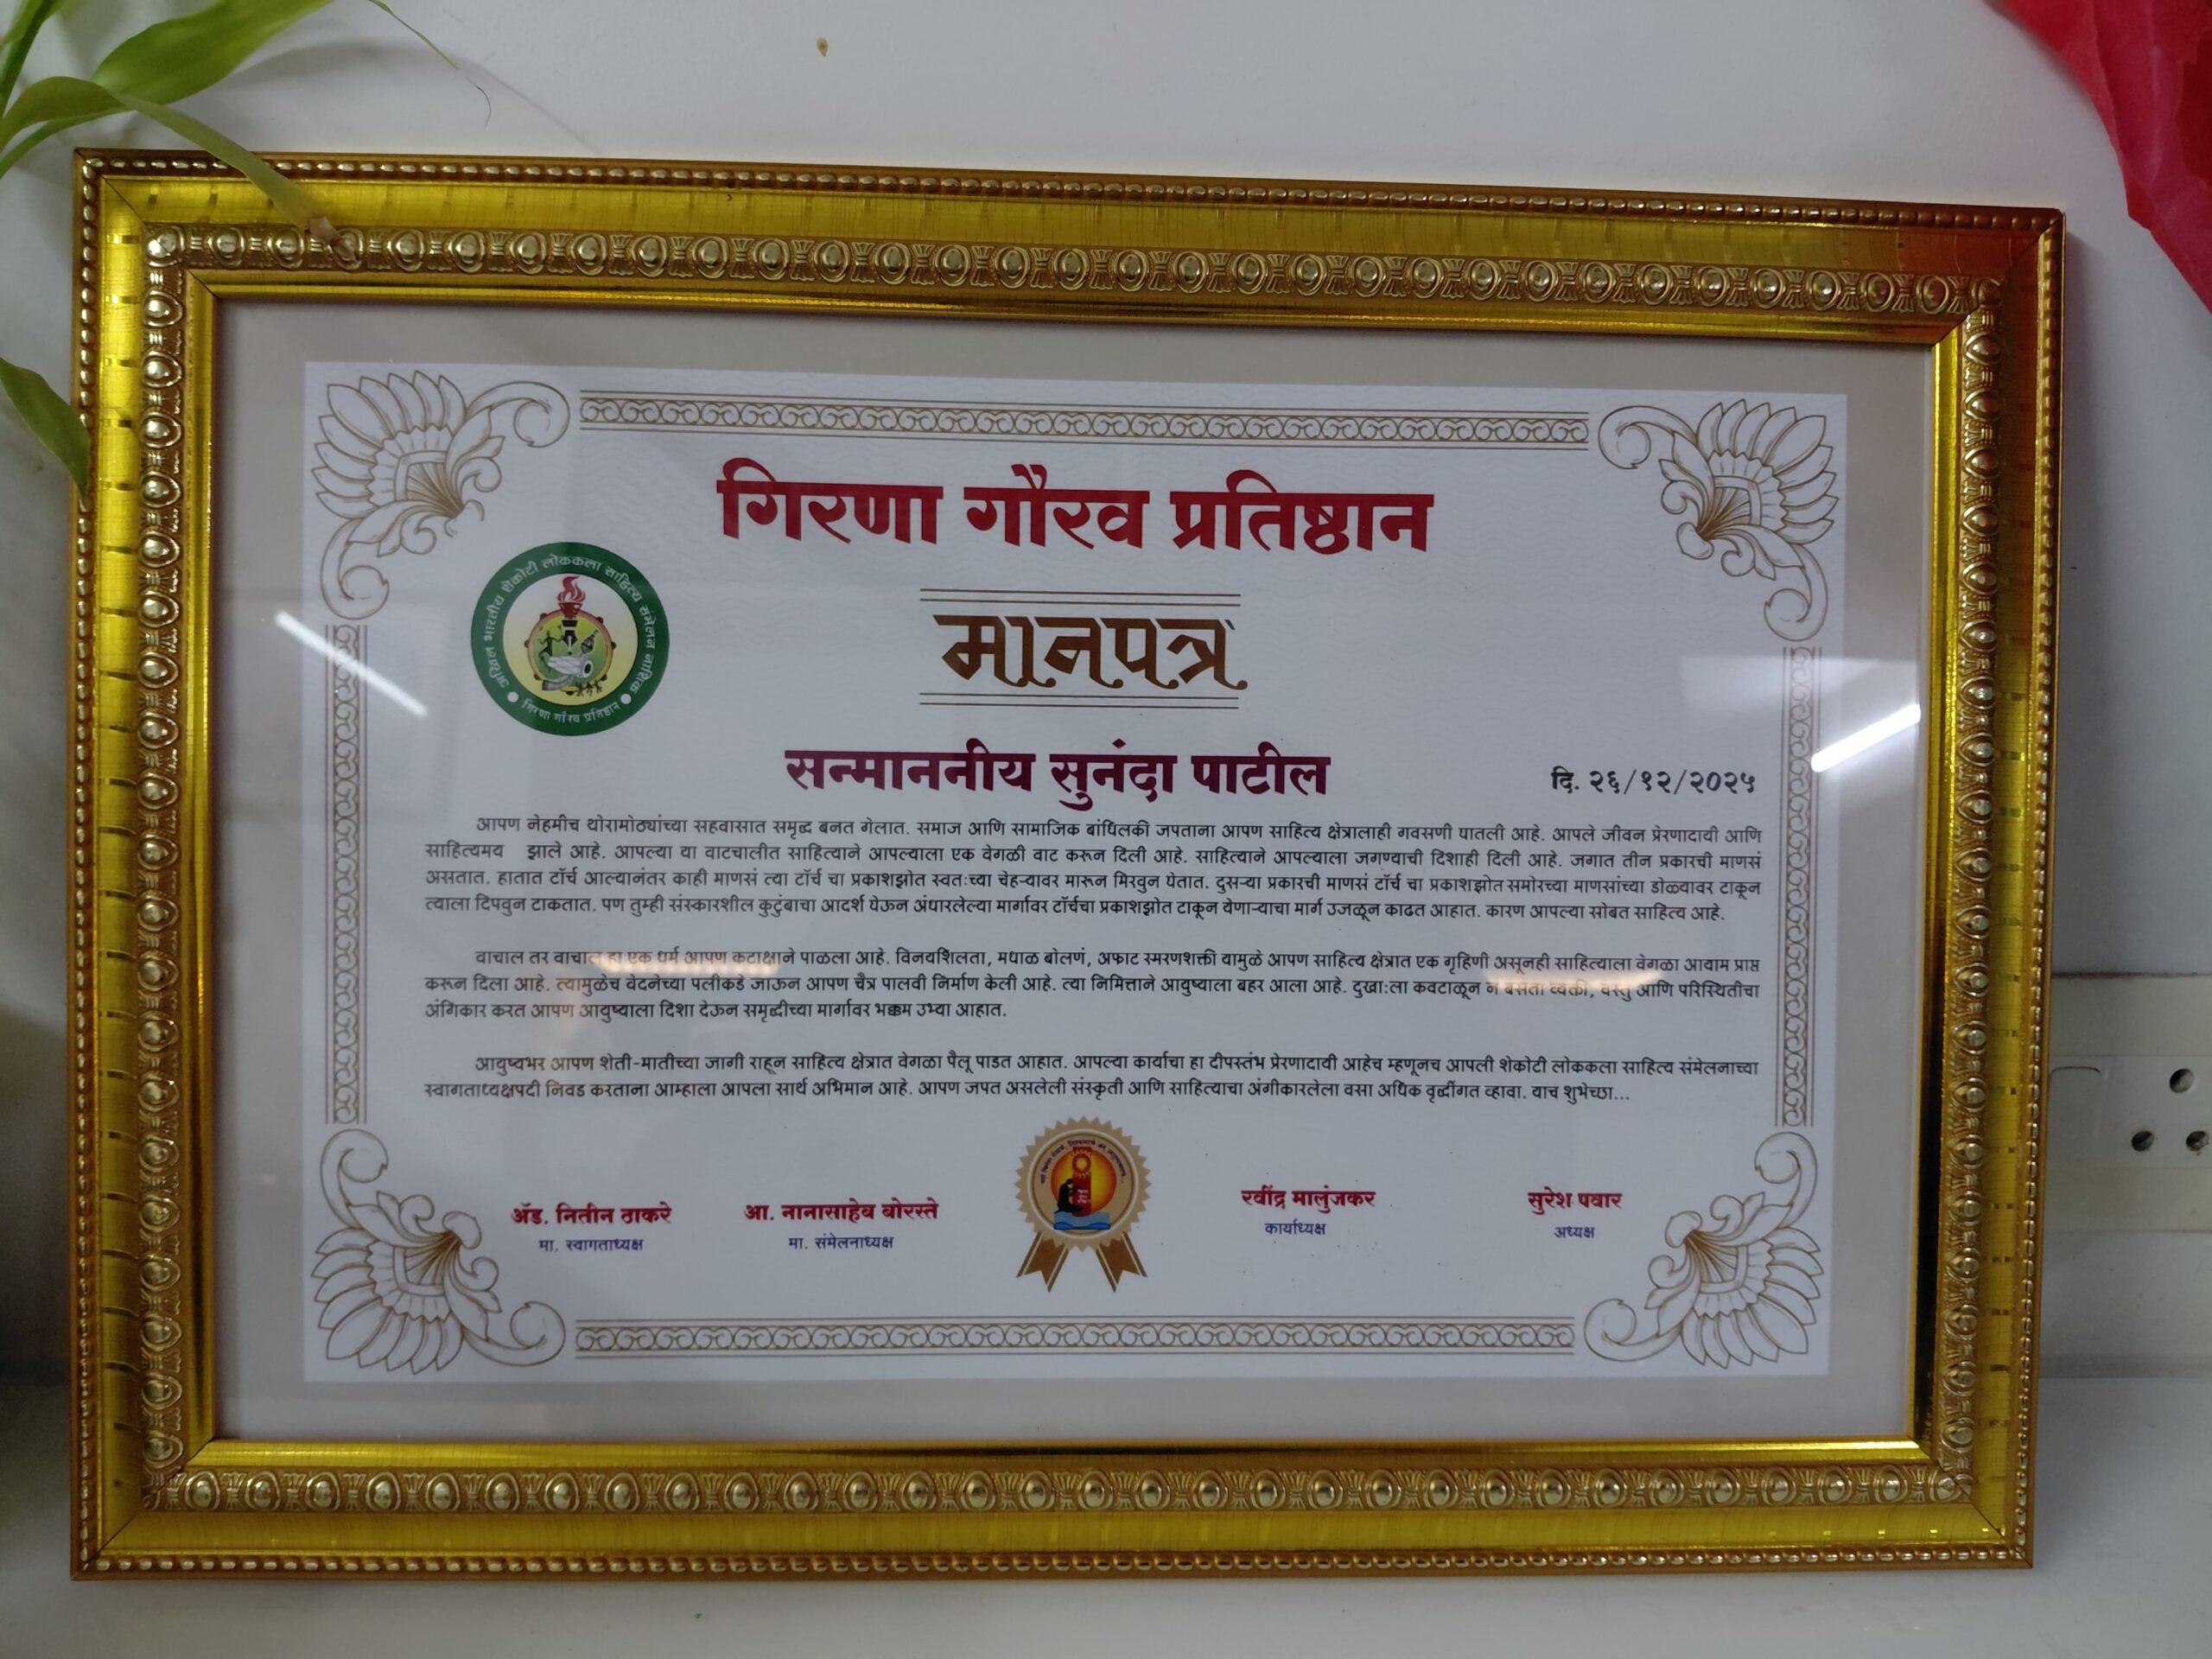 गिरणा गौरव प्रतिष्ठान
अखिल भारतीय शेकोटी लोककला साहित्य संमेलन नाशिक
गिरणा गौरव प्रतिष्ठान
मानपत्र
सन्माननीय सुनंदा पाटील
दि. २६/१२/२०२५
आपण नेहमीच थोरामोठ्यांच्या सहवासात समृद्ध बनत गेलात. समाज आणि सामाजिक बांधिलकी जपताना आपण साहित्य क्षेत्रालाही गवसणी घातली आहे. आपले जीवन प्रेरणादायी आणि
साहित्यमय झाले आहे. आपल्या या वाटचालीत साहित्याने आपल्याला एक वेगळी वाट करून दिली आहे. साहित्याने आपल्याला जगण्याची दिशाही दिली आहे. जगात तीन प्रकारची माणसं
असतात. हातात टॉर्च आल्यानंतर काही माणसं त्या टॉर्च चा प्रकाशझोत स्वतःच्या चेहऱ्यावर मारून मिरवुन घेतात. दुसऱ्या प्रकारची माणसं टॉर्च चा प्रकाशझोत समोरच्या माणसांच्या डोळ्यावर टाकून
त्याला दिपवुन टाकतात. पण तुम्ही संस्कारशील कुटुंबाचा आदर्श घेऊन अंधारलेल्या मार्गावर टॉर्चचा प्रकाशझोत टाकून येणाऱ्याचा मार्ग उजळून काढत आहात. कारण आपल्या सोबत साहित्य आहे.
वाचाल तर वाचाल हा एक धर्म आपण कटाक्षाने पाळला आहे. विनयशिलता, मधाळ बोलणं, अफाट स्मरणशक्ती यामुळे आपण साहित्य क्षेत्रात एक गृहिणी असूनही साहित्याला वेगळा आयाम प्राप्त
करून दिला आहे. त्यामुळेच वेदनेच्या पलीकडे जाऊन आपण चैत्र पालवी निर्माण केली आहे. त्या निमित्ताने आयुष्याला बहर आला आहे. दुखा:ला कवटाळून न बसता व्यक्ती, वस्तु आणि परिस्थितीचा
अंगिकार करत आपण आयुष्याला दिशा देऊन समृध्दीच्या मार्गावर भक्कम उभ्या आहात.
आयुष्यभर आपण शेती-मातीच्या जागी राहून साहित्य क्षेत्रात वेगळा पैलू पाडत आहात. आपल्या कार्याचा हा दीपस्तंभ प्रेरणादायी आहेच म्हणूनच आपली शेकोटी लोककला साहित्य संमेलनाच्या
स्वागताध्यक्षपदी निवड करताना आम्हाला आपला सार्थ अभिमान आहे. आपण जपत असलेली संस्कृती आणि साहित्याचा अंगीकारलेला वसा अधिक वृद्धींगत व्हावा. याच शुभेच्छा...
ॲड. नितीन ठाकरे
मा. स्वागताध्यक्ष
आ. नानासाहेब बोरस्ते
मा. संमेलनाध्यक्ष
रवींद्र मालुंजकर
कार्याध्यक्ष
सुरेश पवार
अध्यक्ष